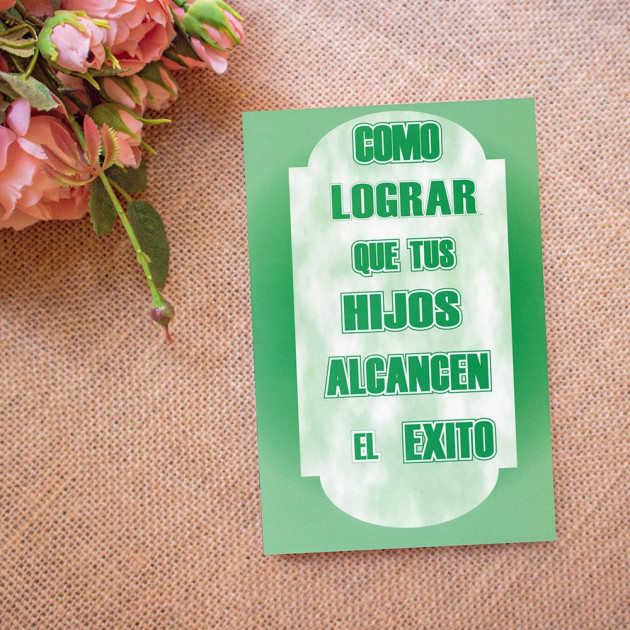 COMO
LOGRAR
QUE TUS
HIJOS
ALCANCEN
EL EXITO